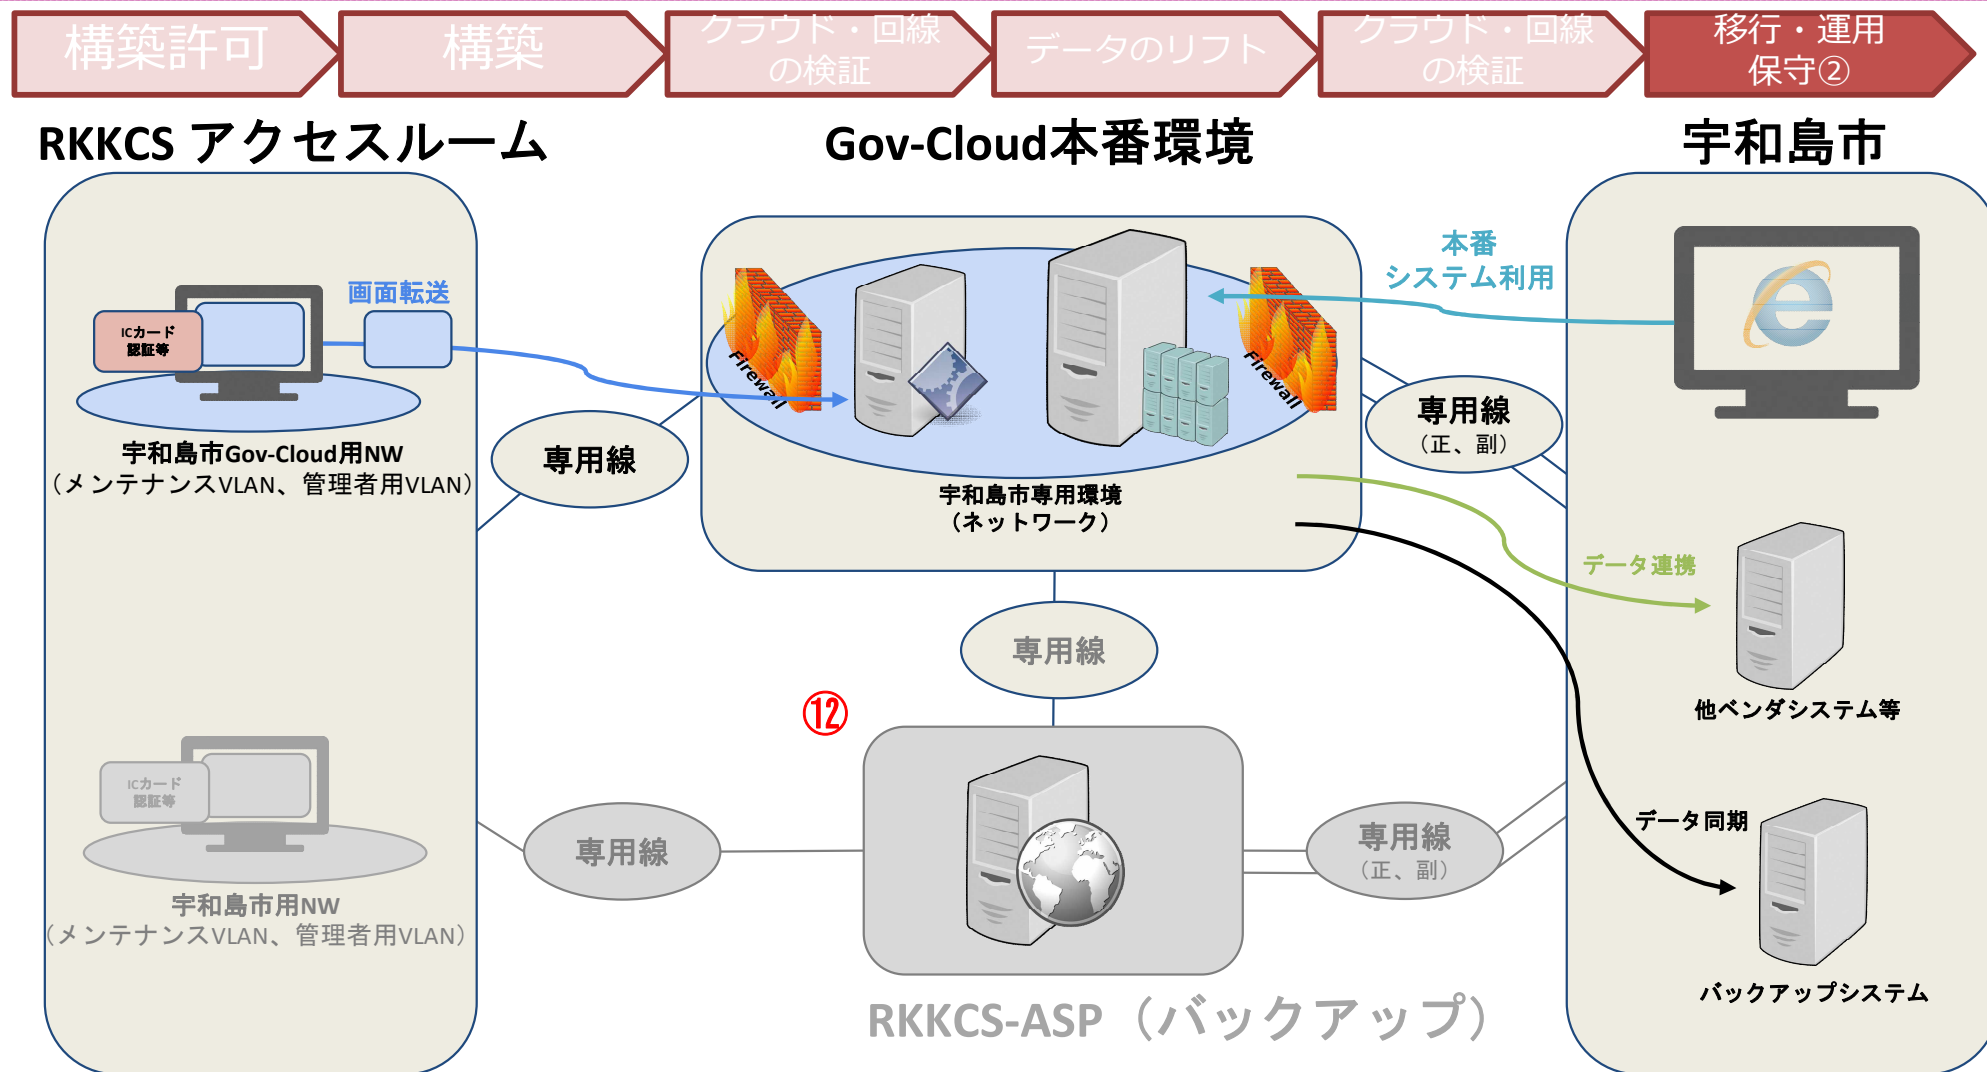 構築許可
構築
クラウド・回線
の検証
データのリフト
クラウド・回線
の検証
移行・運用
保守②
RKKCS アクセスルーム
Gov-Cloud本番環境
宇和島市
画面転送
ICカード
認証等
宇和島市Gov-Cloud用NW
（メンテナンスVLAN、管理者用VLAN）
専用線
Firewall
Firewall
宇和島市専用環境
（ネットワーク）
本番
システム利用
専用線
（正、副）
データ連携
他ベンダシステム等
専用線
⑫
ICカード
認証等
宇和島市用NW
（メンテナンスVLAN、管理者用VLAN）
専用線
専用線
（正、副）
データ同期
バックアップシステム
RKKCS-ASP（バックアップ）